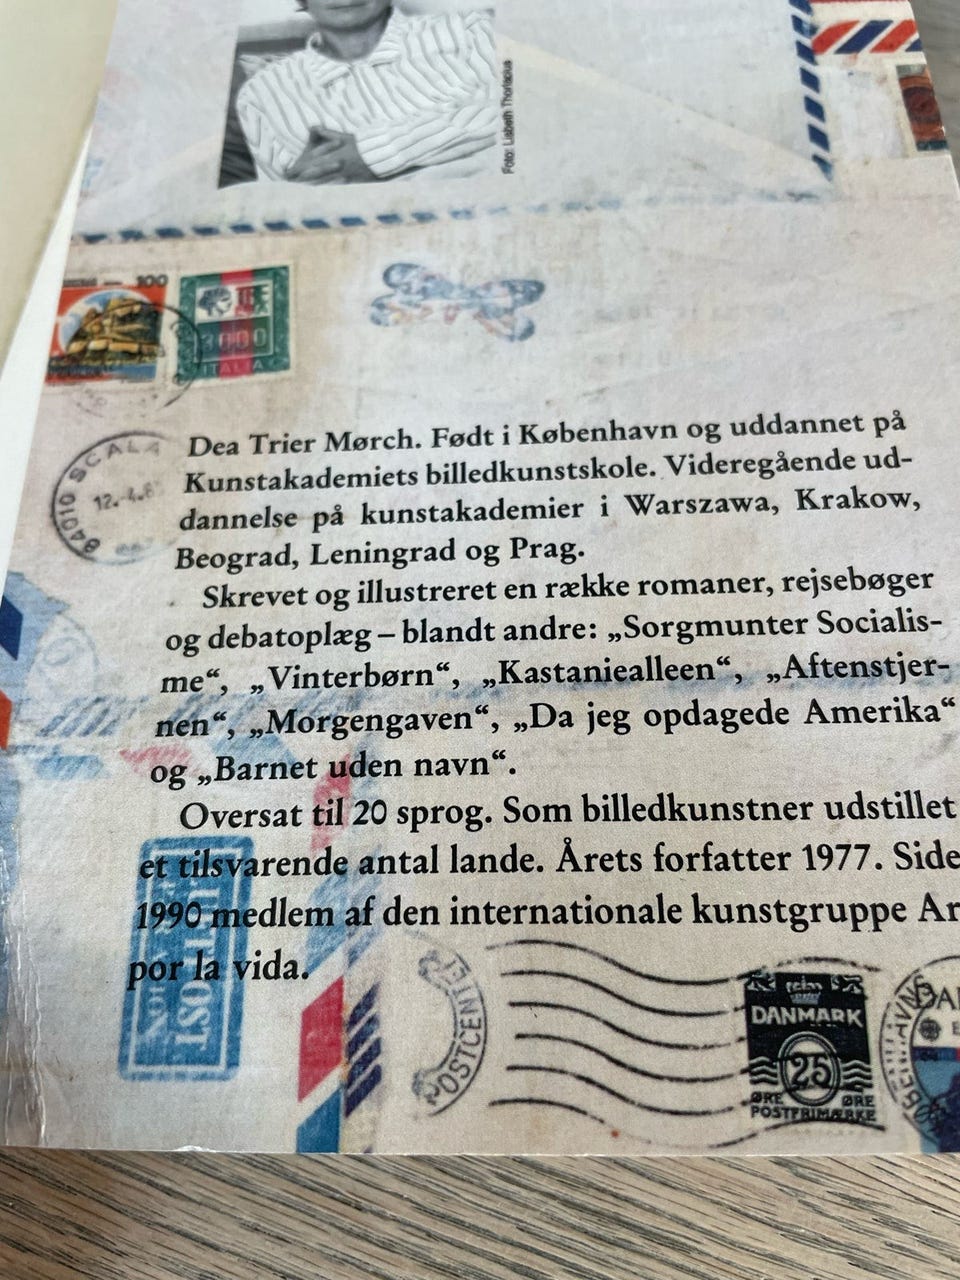 Foto: Lisbeth Thorlacius
100
3000
ITALIA
84010 SCALA
12.-4.8
Dea Trier Mørch. Født i København og uddannet på
Kunstakademiets billedkunstskole. Videregående ud-
dannelse på kunstakademier i Warszawa, Krakow,
Beograd, Leningrad og Prag.
Skrevet og illustreret en række romaner, rejsebøger
og debatoplæg – blandt andre: „Sorgmunter Socialis-
me“, „Vinterbørn“, „Kastaniealleen“, „Aftenstjer-
nen“, „Morgengaven“, „Da jeg opdagede Amerika“
og „Barnet uden navn“.
Oversat til 20 sprog. Som billedkunstner udstillet
et tilsvarende antal lande. Årets forfatter 1977. Side
1990 medlem af den internationale kunstgruppe Ar
por la vida.
POSTCENTER
DANMARK
25
ØRE ØRE
POSTFRIMÆRKE